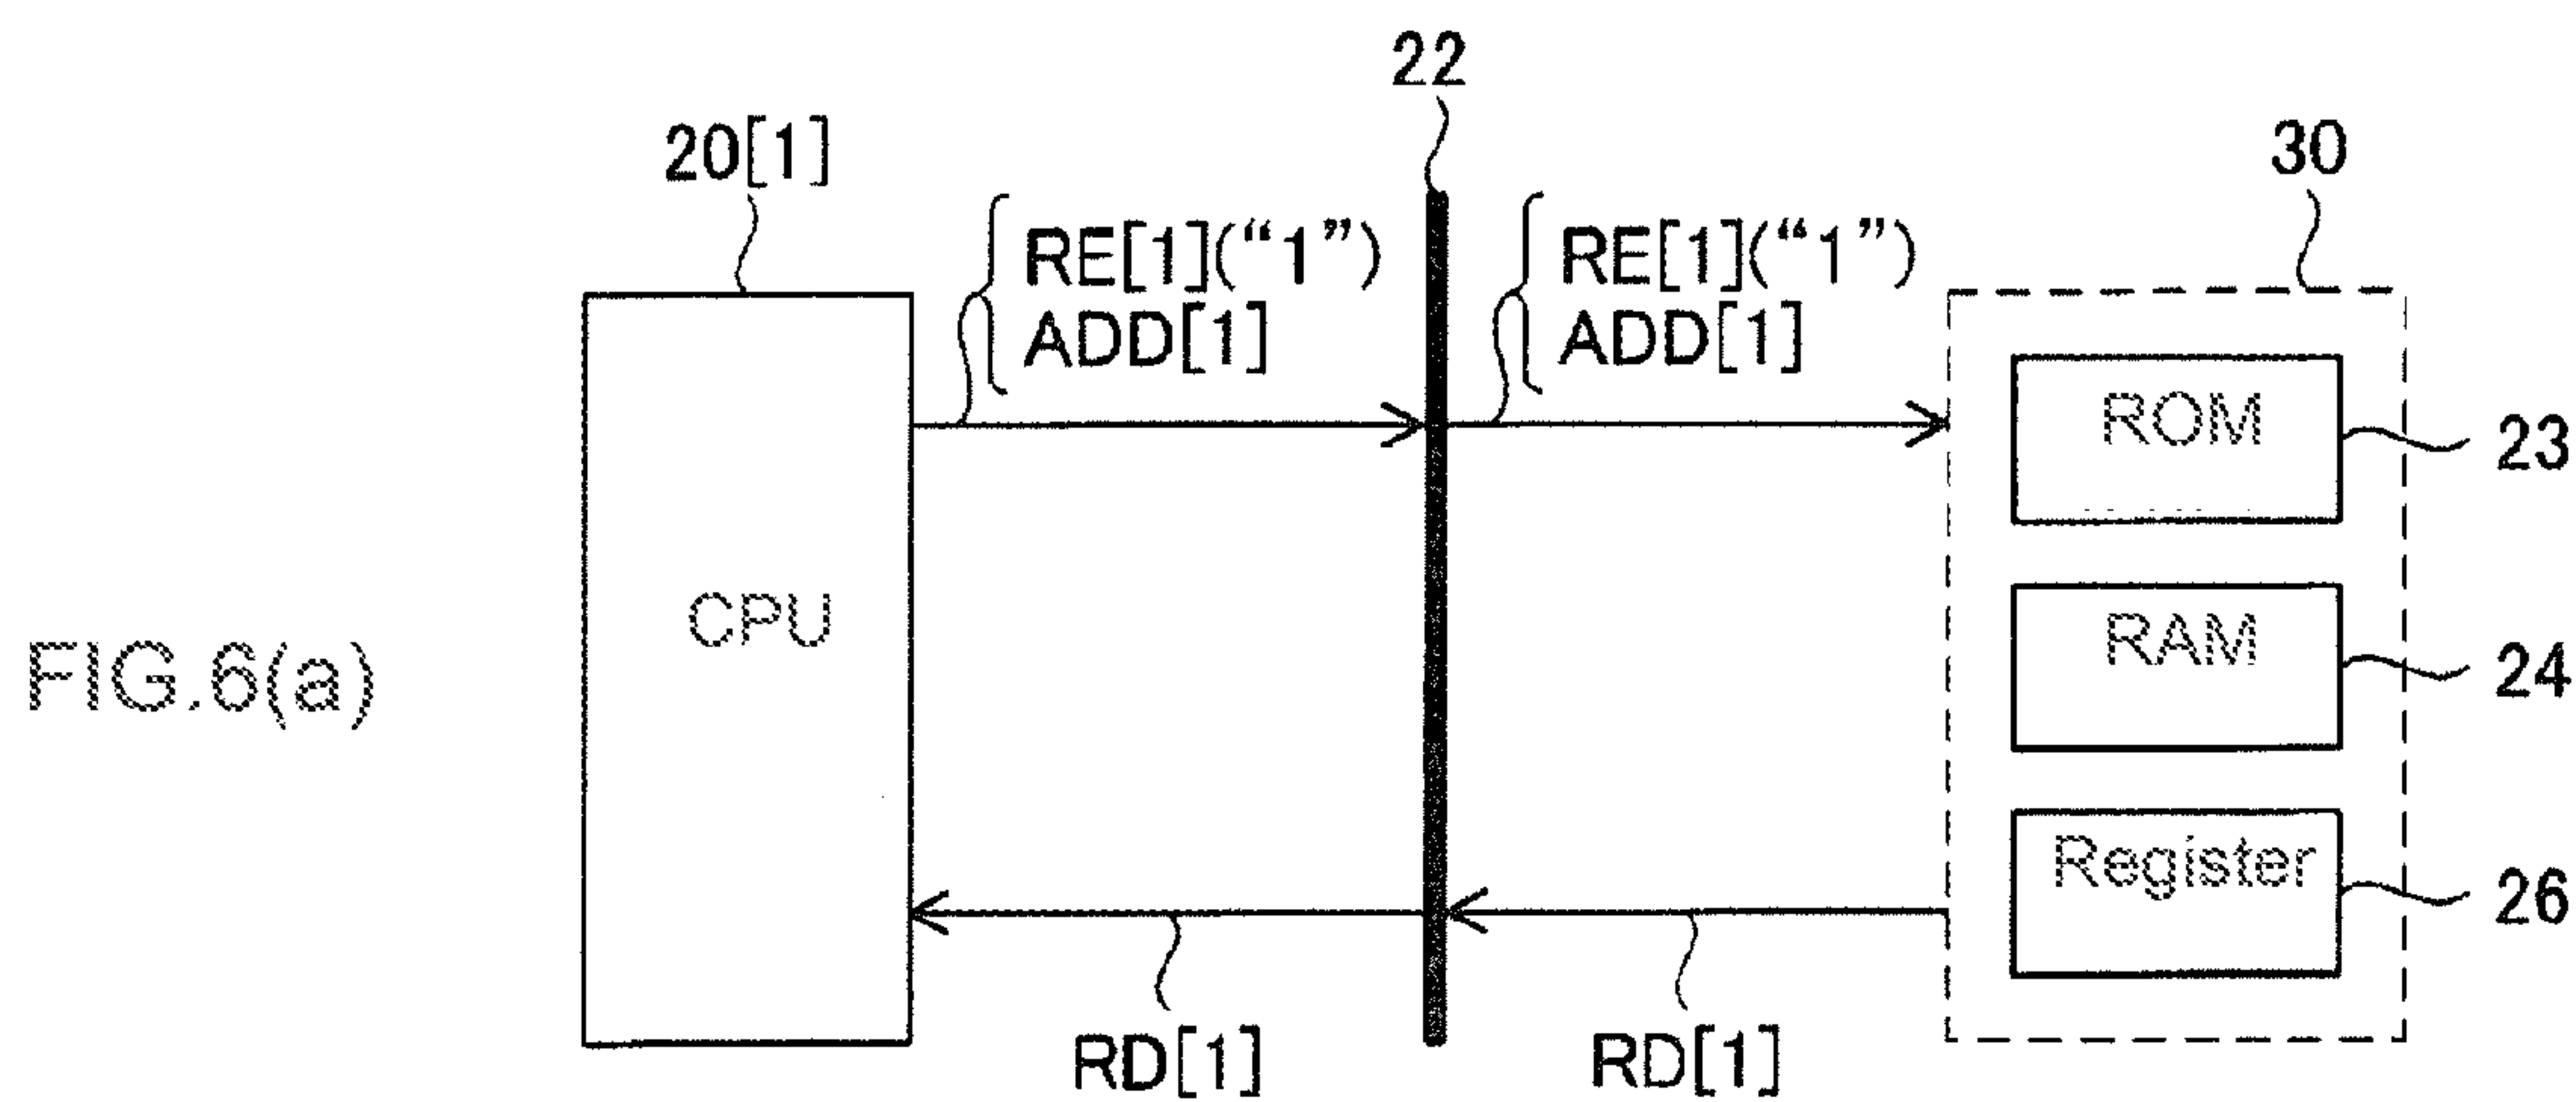 22
20[1]
30
RE[1](“1”)
ADD[1]
RE[1](“1”)
ADD[1]
ROM
23
CPU
RAM
24
FIG.6(a)
Register
26
RD[1]
RD[1]